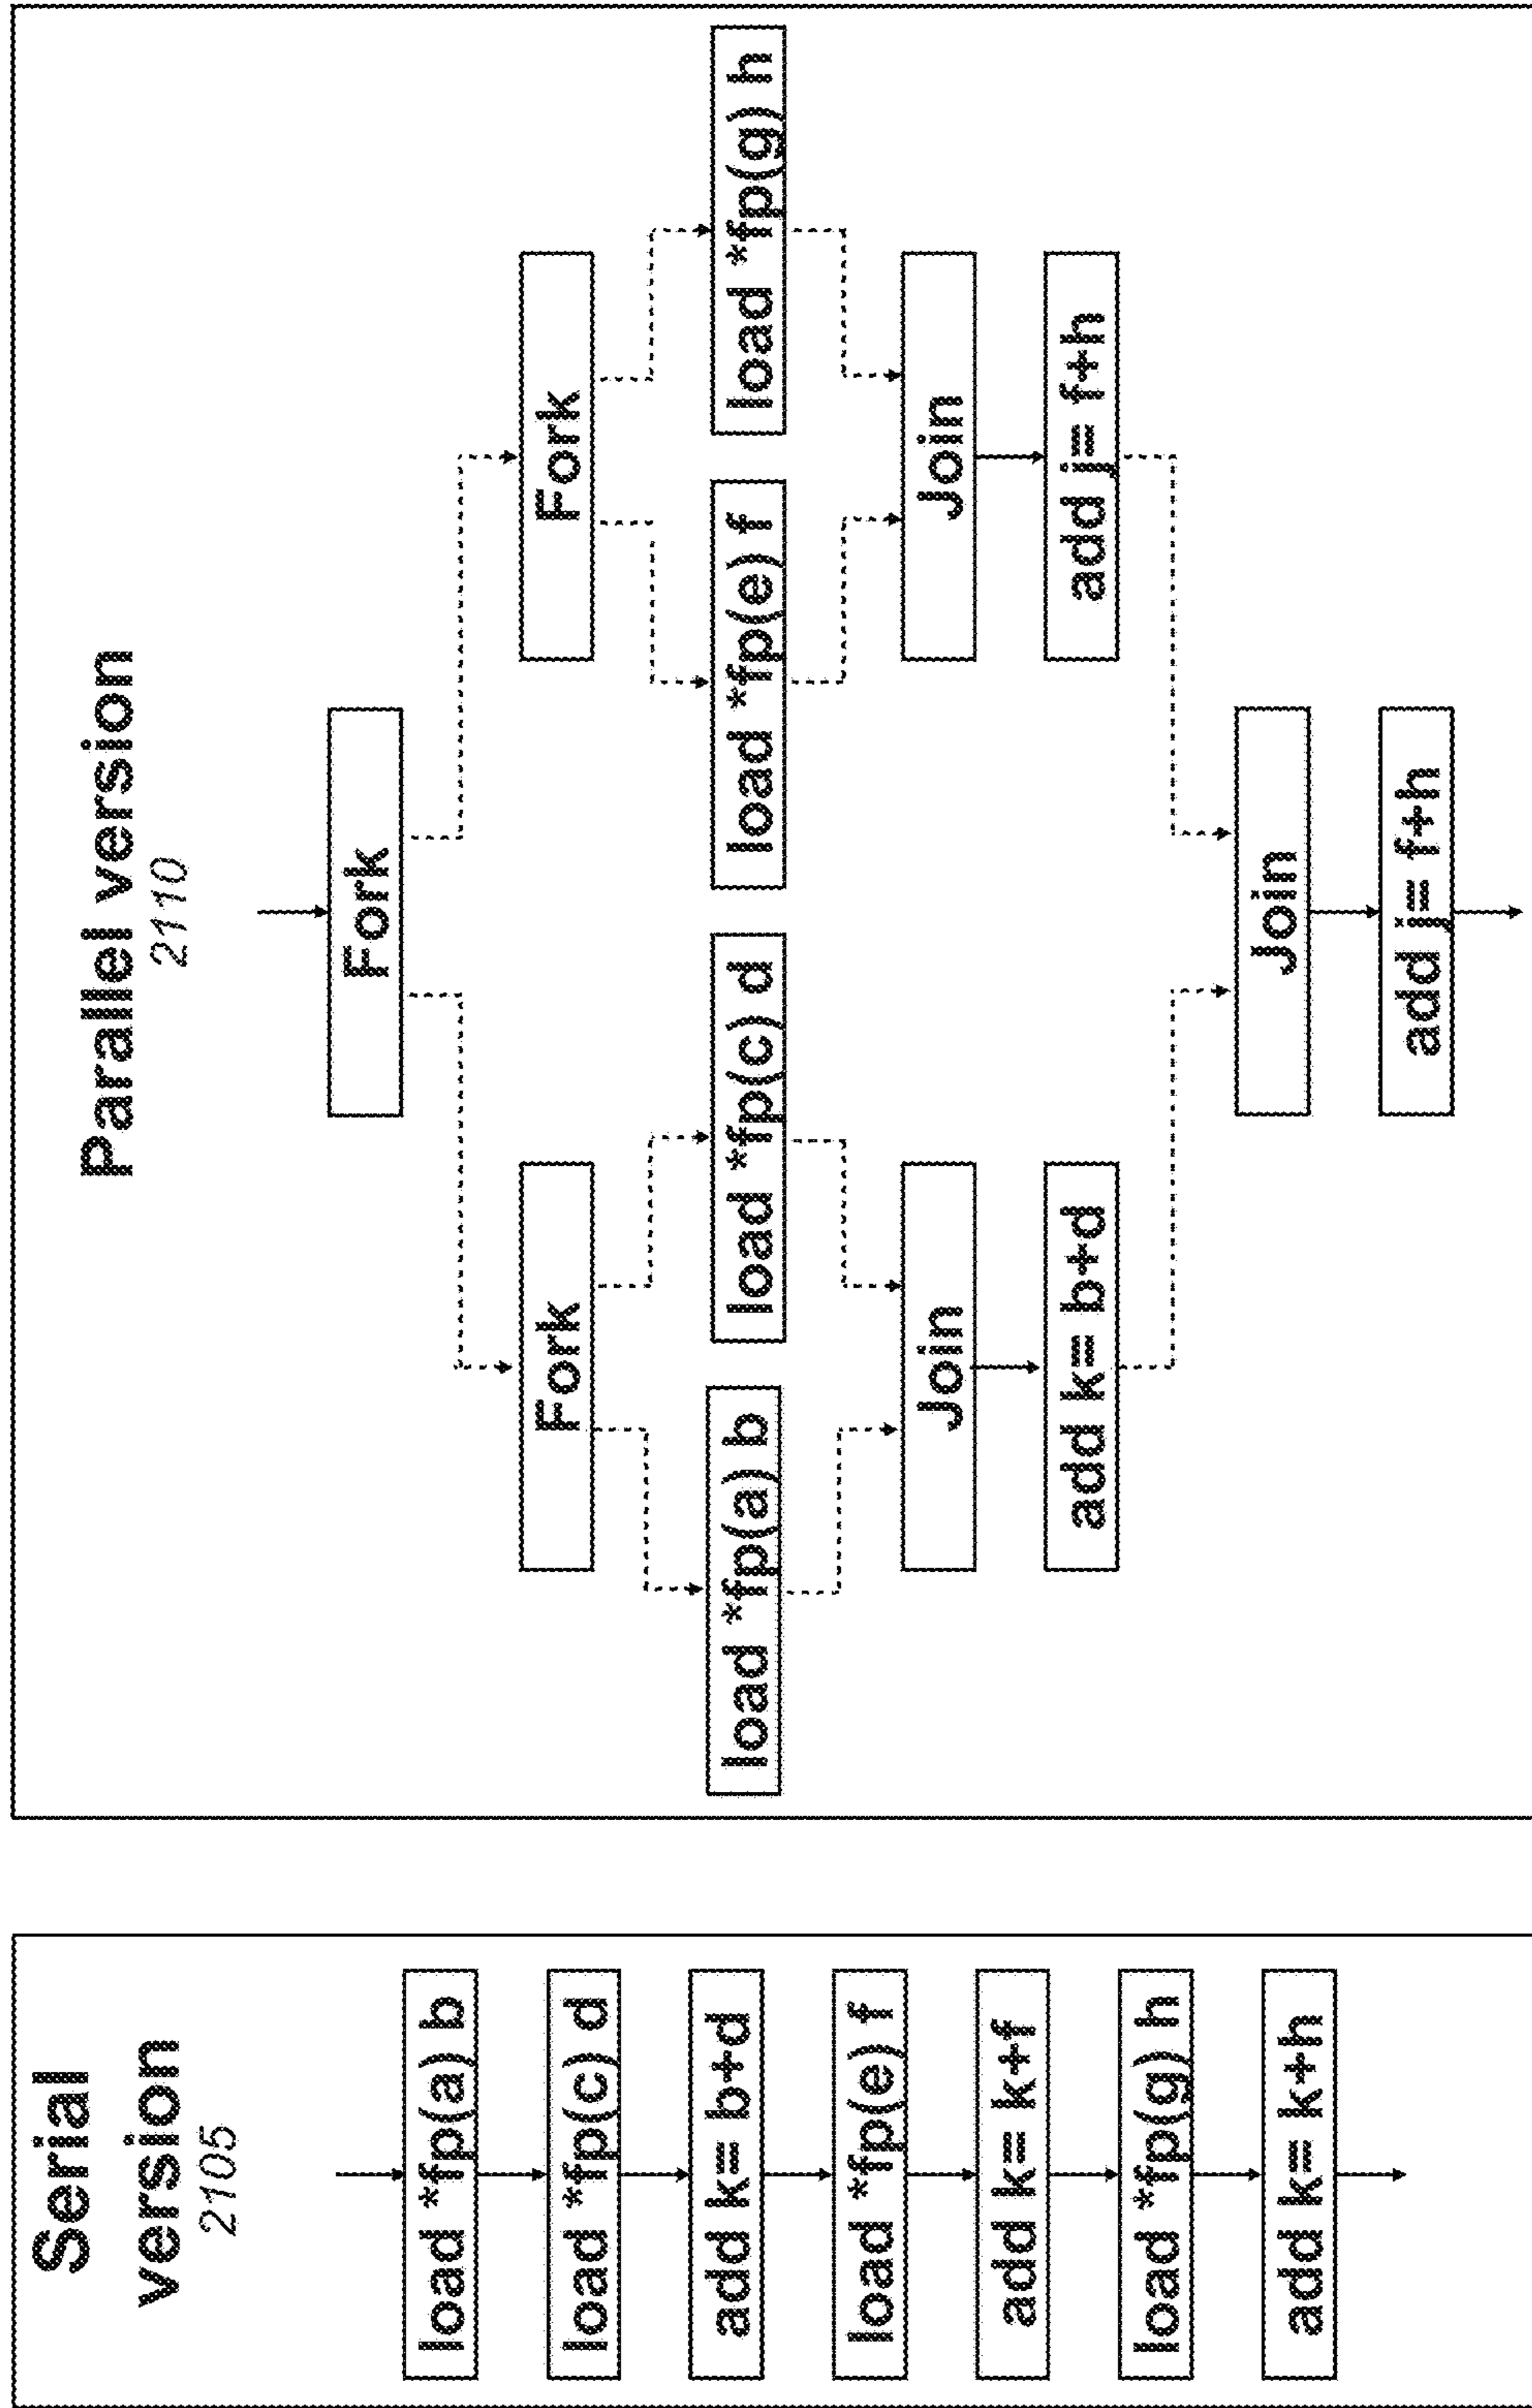 Serial
version
2105
load *fp(a) b
load *fp(c) d
add k= b+d
load *fp(e) f
add k= k+f
load *fp(g) h
add k= k+h
Parallel version
2110
Fork
Fork
Fork
load *fp(a) b
load *fp(c) d
load *fp(e) f
load *fp(g) h
Join
Join
add k= b+d
add j= f+h
Join
add j= f+h